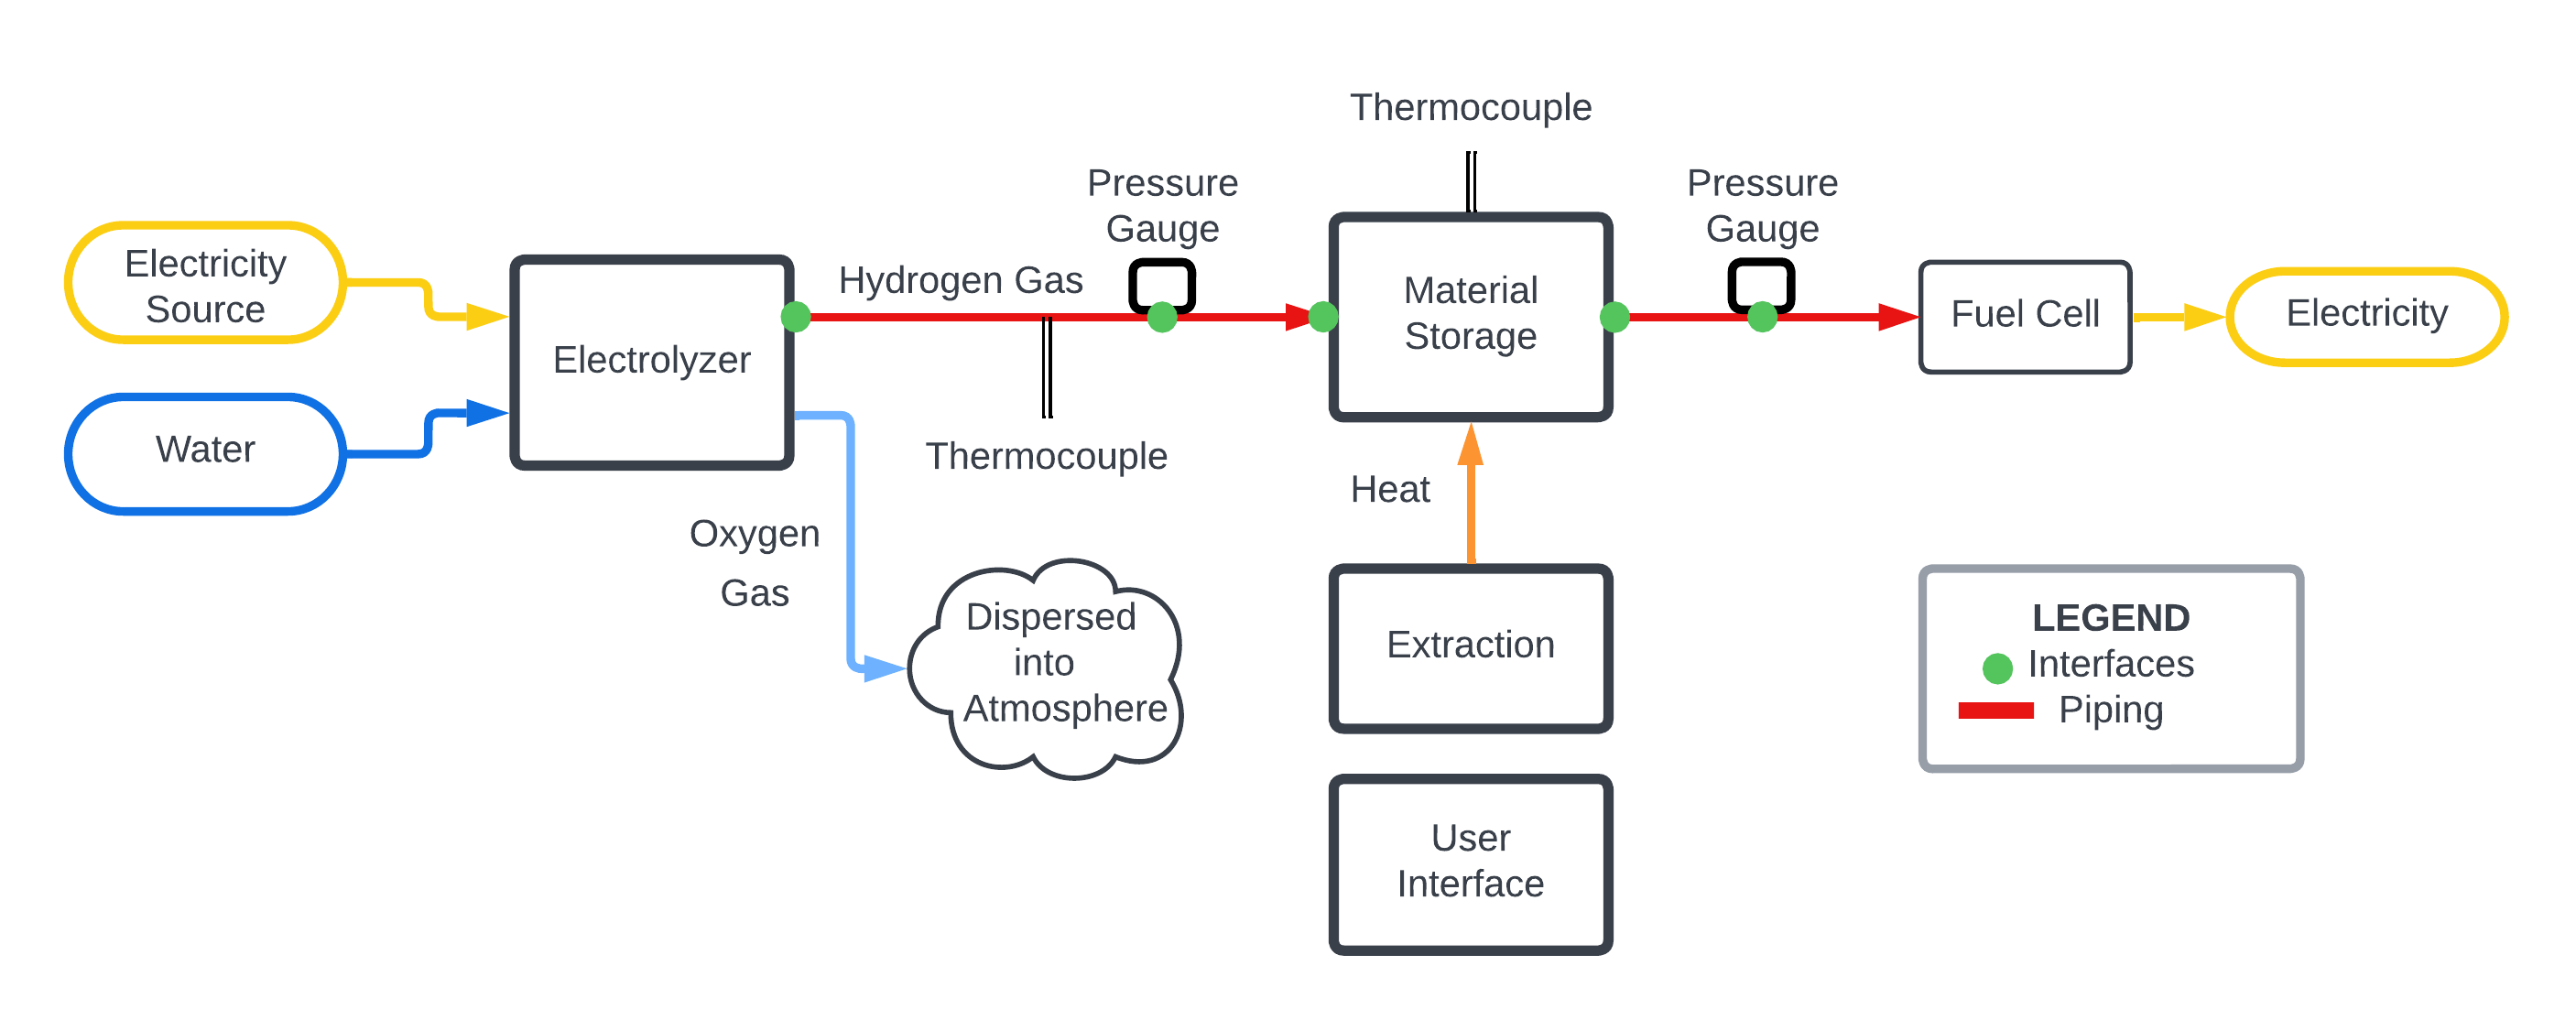 Thermocouple
Pressure
Gauge
Pressure
Gauge
Electricity
Source
Hydrogen Gas
Material
Storage
Fuel Cell
Electricity
Electrolyzer
Water
Thermocouple
Heat
Oxygen
Gas
Dispersed
into
Atmosphere
Extraction
LEGEND
Interfaces
Piping
User
Interface